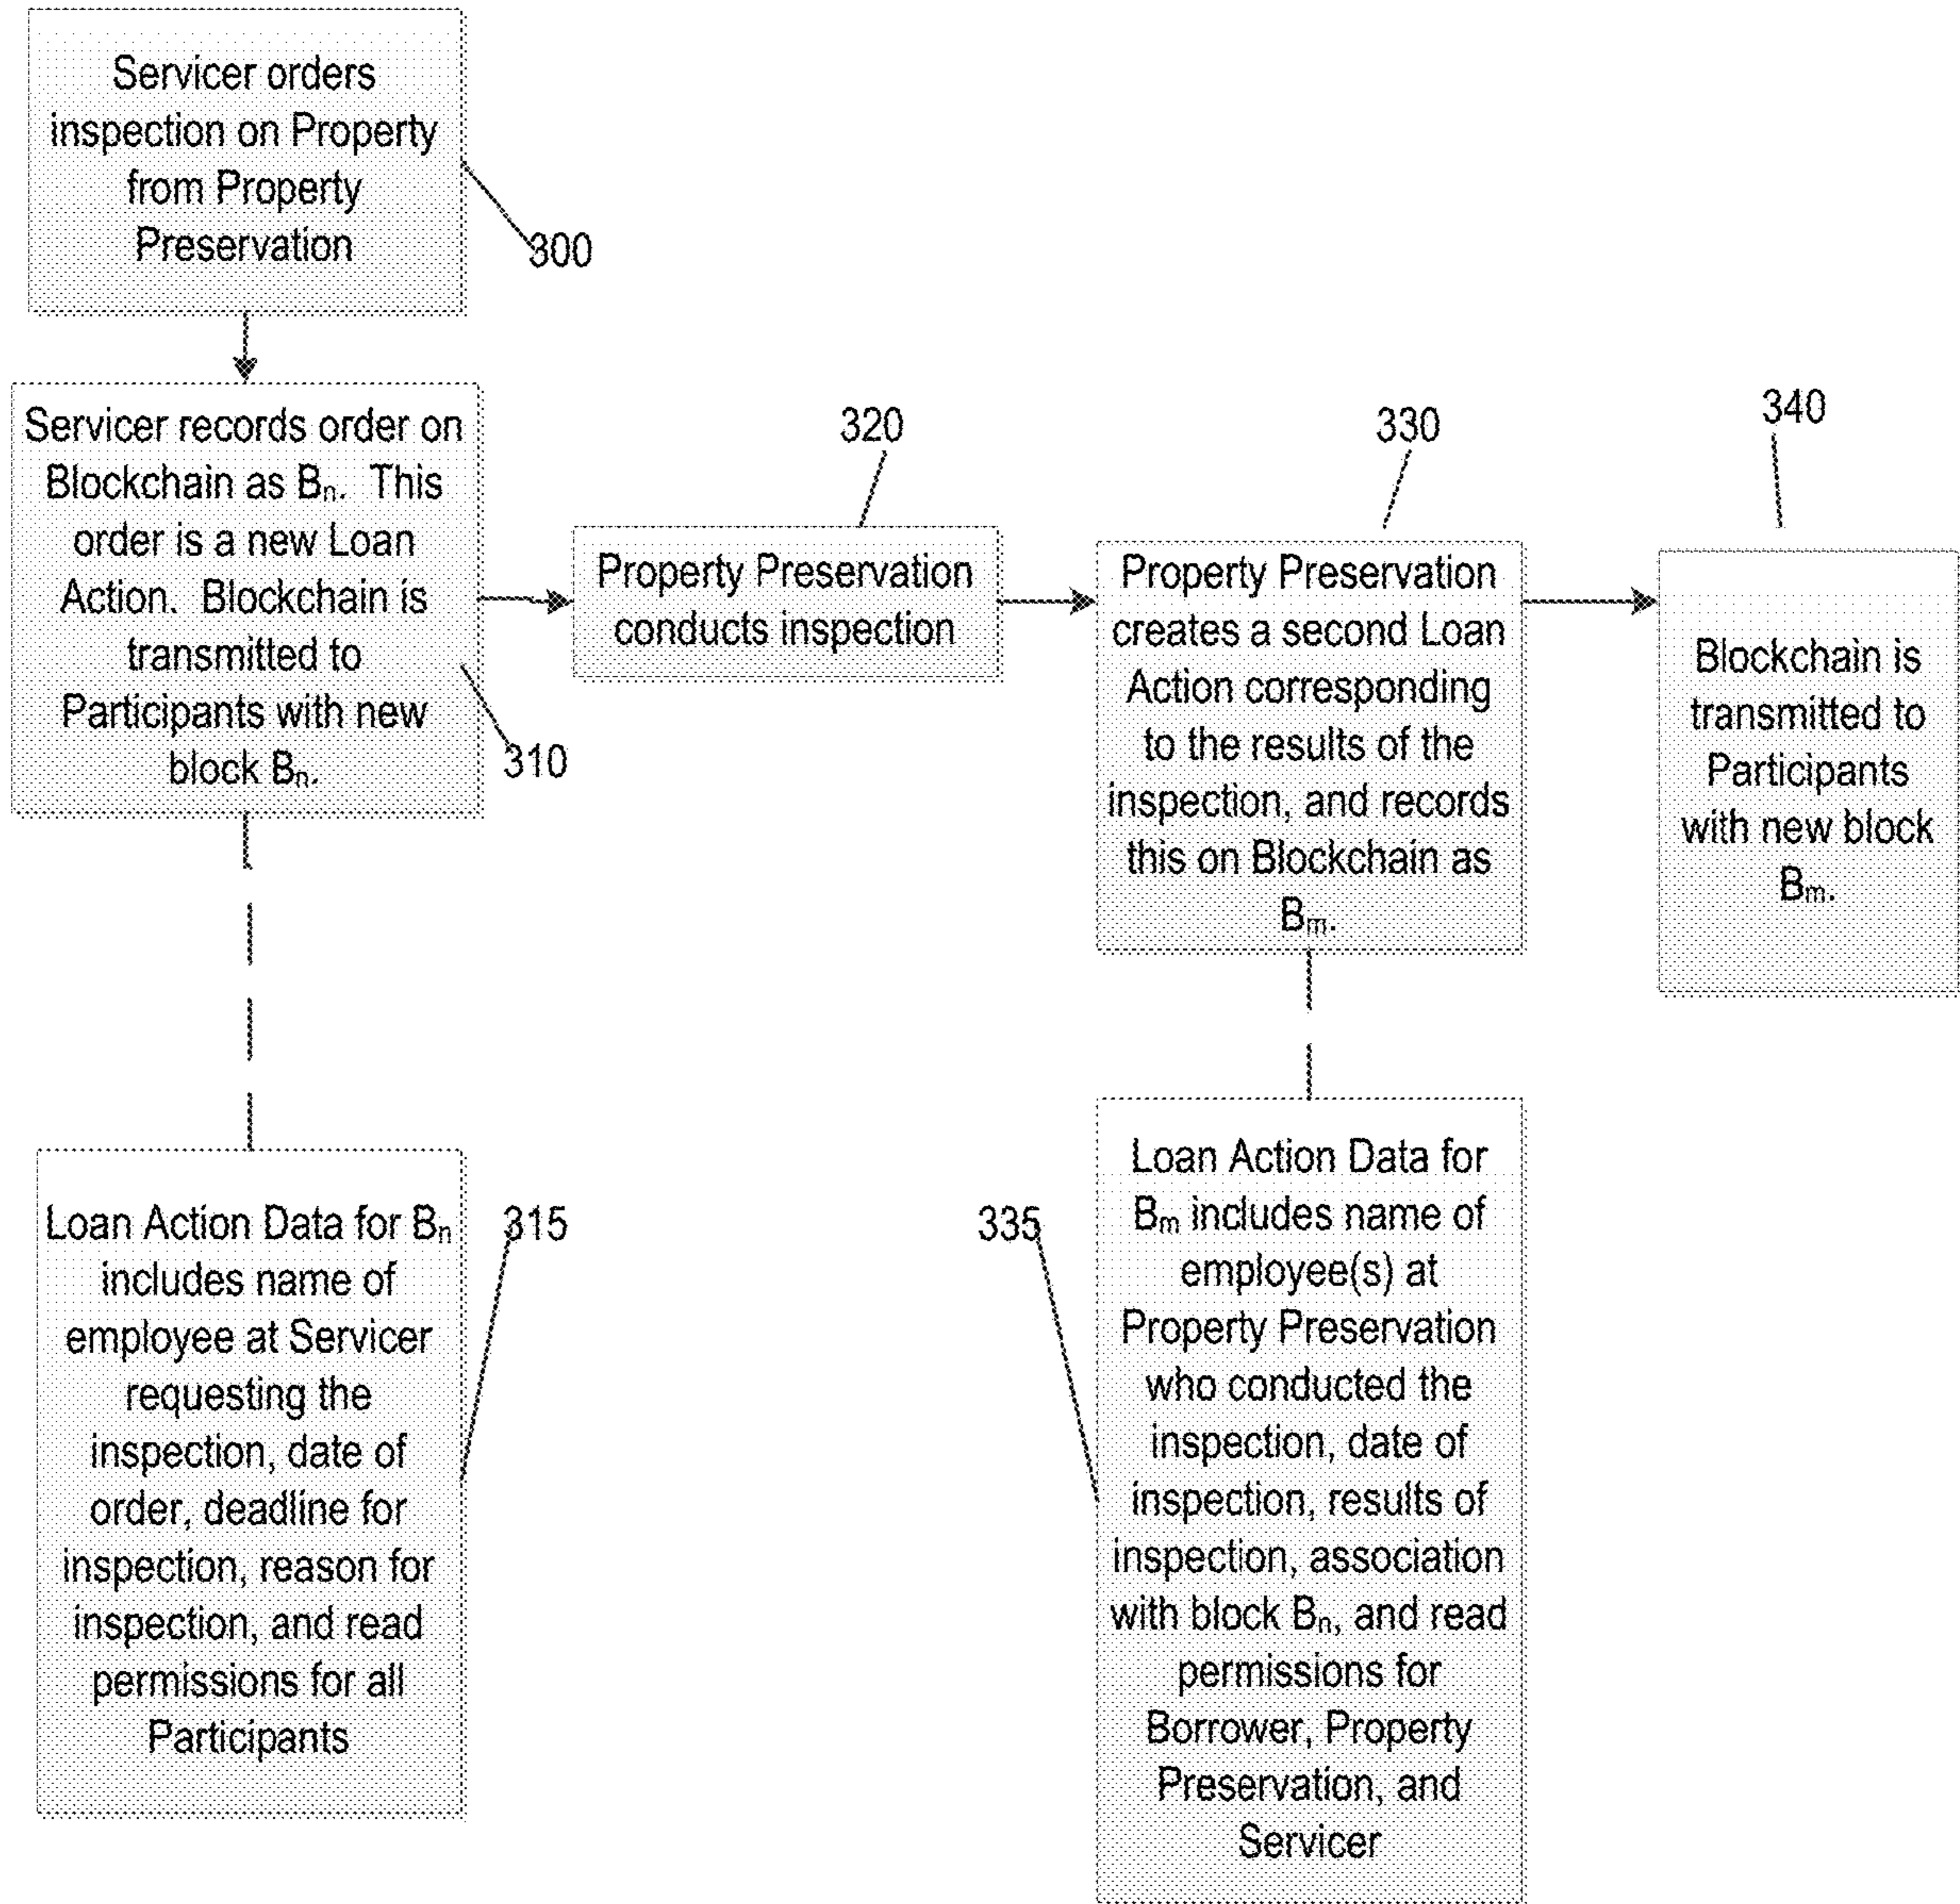 Servicer orders
inspection on Property
from Property
Preservation
300
Servicer records order on
Blockchain as Bₙ. This
order is a new Loan
Action. Blockchain is
transmitted to
Participants with new
block Bₙ.
310
320
Property Preservation
conducts inspection
330
Property Preservation
creates a second Loan
Action corresponding
to the results of the
inspection, and records
this on Blockchain as
Bₘ.
340
Blockchain is
transmitted to
Participants
with new block
Bₘ.
Loan Action Data for Bₙ
includes name of
employee at Servicer
requesting the
inspection, date of
order, deadline for
inspection, reason for
inspection, and read
permissions for all
Participants
315
335
Loan Action Data for
Bₘ includes name of
employee(s) at
Property Preservation
who conducted the
inspection, date of
inspection, results of
inspection, association
with block Bₙ, and read
permissions for
Borrower, Property
Preservation, and
Servicer